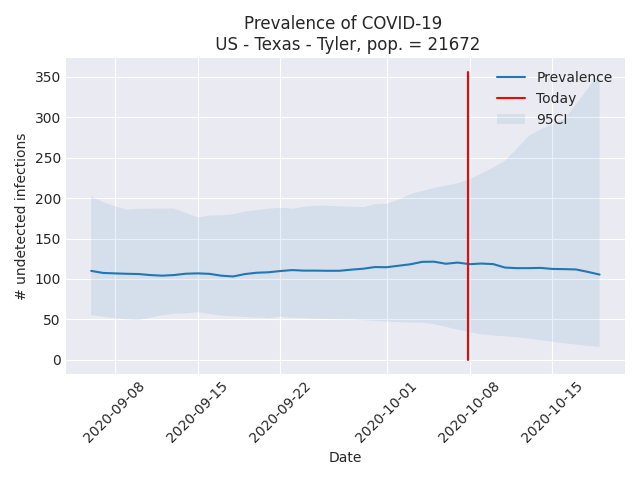 Prevalence of COVID-19
US - Texas - Tyler, pop. = 21672
# undetected infections
350
300
250
200
150
100
50
0
Prevalence
Today
95CI
2020-09-08
2020-09-15
2020-09-22
2020-10-01
2020-10-08
2020-10-15
Date